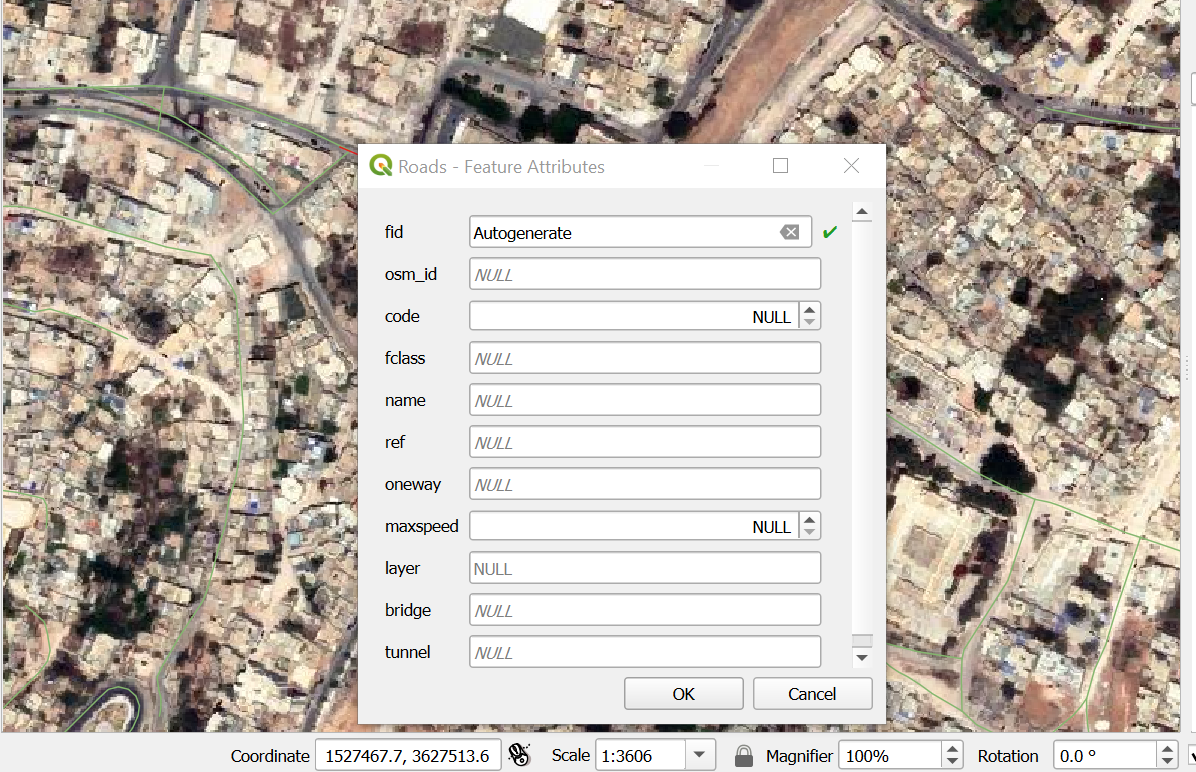 Roads - Feature Attributes
fid Autogenerate
osm_id NULL
code NULL
fclass NULL
name NULL
ref NULL
oneway NULL
maxspeed NULL
layer NULL
bridge NULL
tunnel NULL
OK Cancel
Coordinate 1527467.7, 3627513.6 Scale 1:3606 Magnifier 100% Rotation 0.0 °